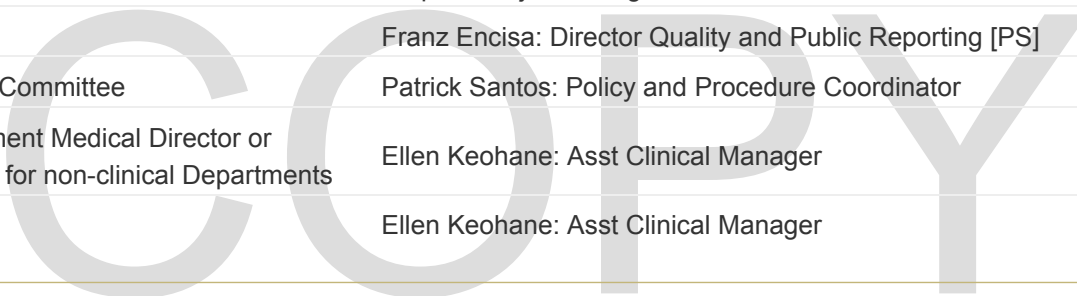 Franz Encisa: Director Quality and Public Reporting [PS]
Committee Patrick Santos: Policy and Procedure Coordinator
Medical Director or
for non-clinical Departments
Ellen Keohane: Asst Clinical Manager
Ellen Keohane: Asst Clinical Manager
COPY